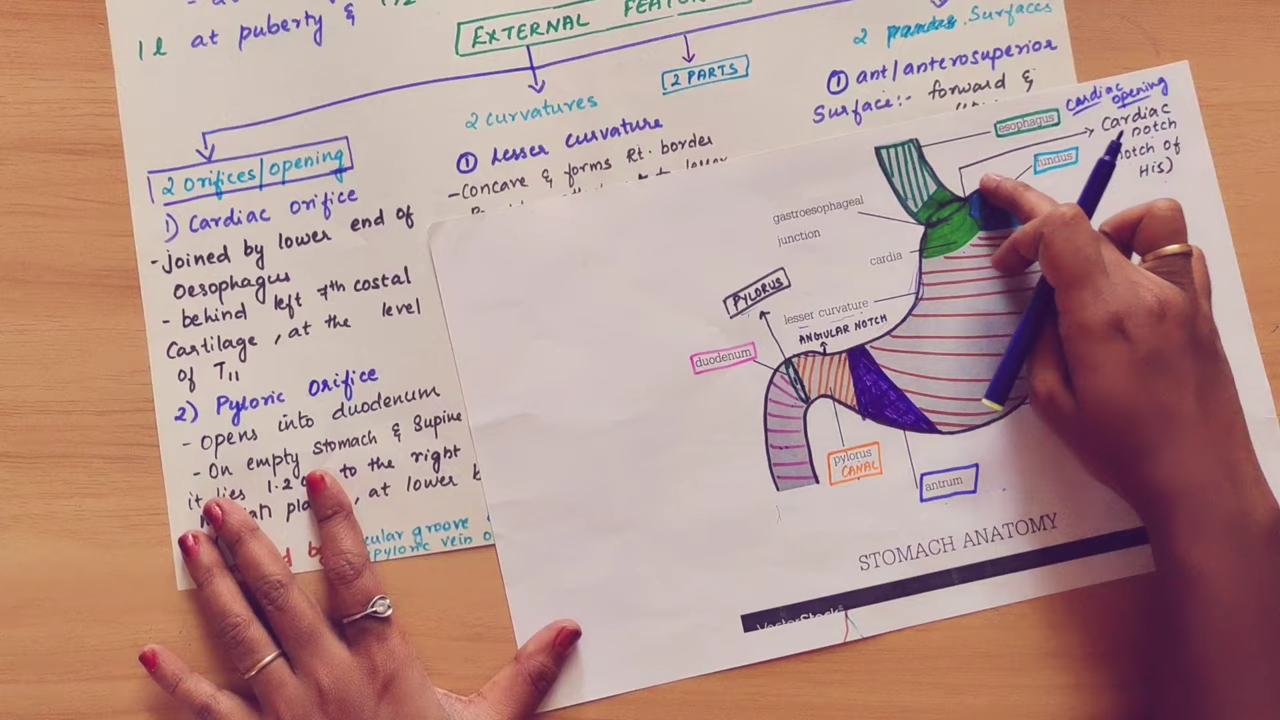 1 l at puberty &
EXTERNAL
2 PARTS
2 Surfaces
① ant/anterosuperior
Surface:- forward &
2 curvatures
① Lesser curvature
-Concave & forms Rt. border
2 Orifices/opening
1) Cardiac Orifice
-joined by lower end of
Oesophagus
- behind left 7th costal
Cartilage, at the level
of T11
2) Pyloric Orifice
- Opens into duodenum
- On empty stomach & Supine
to the right
at lower
cular groove
pyloric vein
Cardiac
opening
esophagus
Cardiac
notch
notch of
His)
fundus
gastroesophageal
junction
cardia
PYLORUS
lesser curvature
ANGULAR NOTCH
duodenum
pylorus
CANAL
antrum
STOMACH ANATOMY
VectorStock